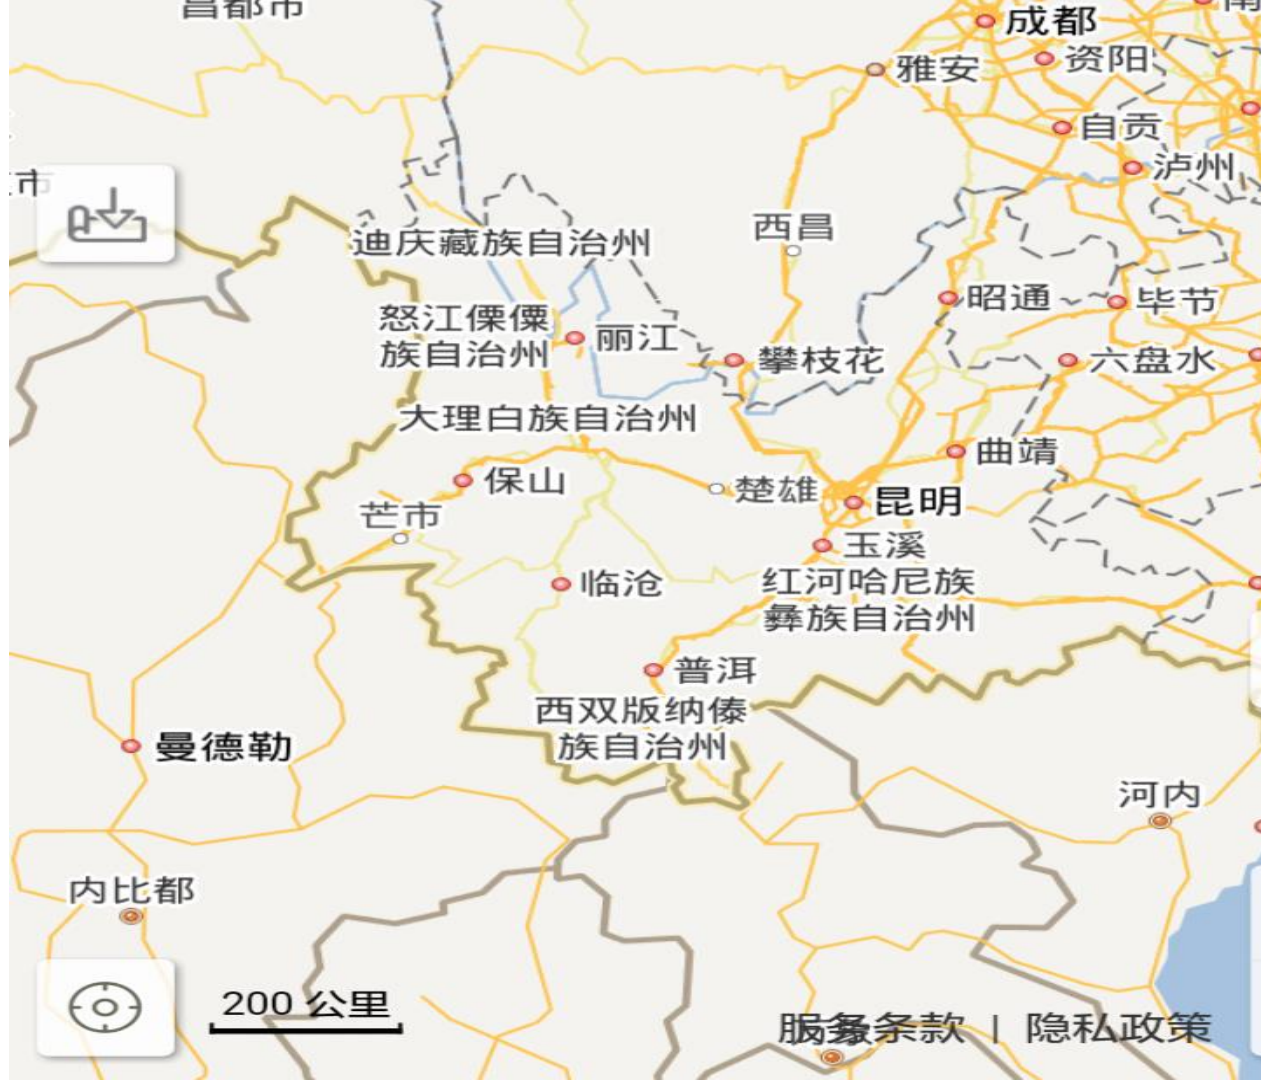 昌都市
成都
雅安
资阳
自贡
泸州
市
西昌
迪庆藏族自治州
昭通
毕节
怒江傈僳
族自治州
丽江
攀枝花
六盘水
大理白族自治州
曲靖
保山
楚雄
昆明
芒市
玉溪
临沧
红河哈尼族
彝族自治州
普洱
西双版纳傣
族自治州
曼德勒
河内
内比都
200 公里
服务条款 | 隐私政策